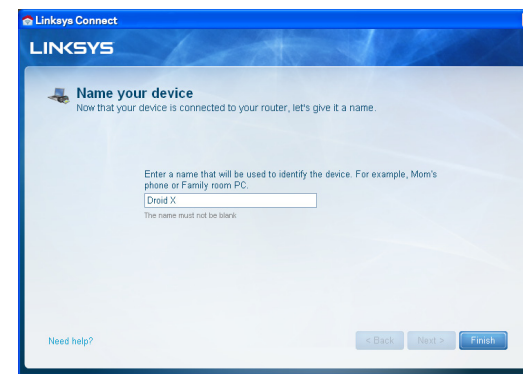 Linksys Connect
LINKSYS
Name your device
Now that your device is connected to your router, let's give it a name.
Enter a name that will be used to identify the device. For example, Mom's
phone or Family room PC.
Droid X
The name must not be blank
Need help?
< Back
Next >
Finish